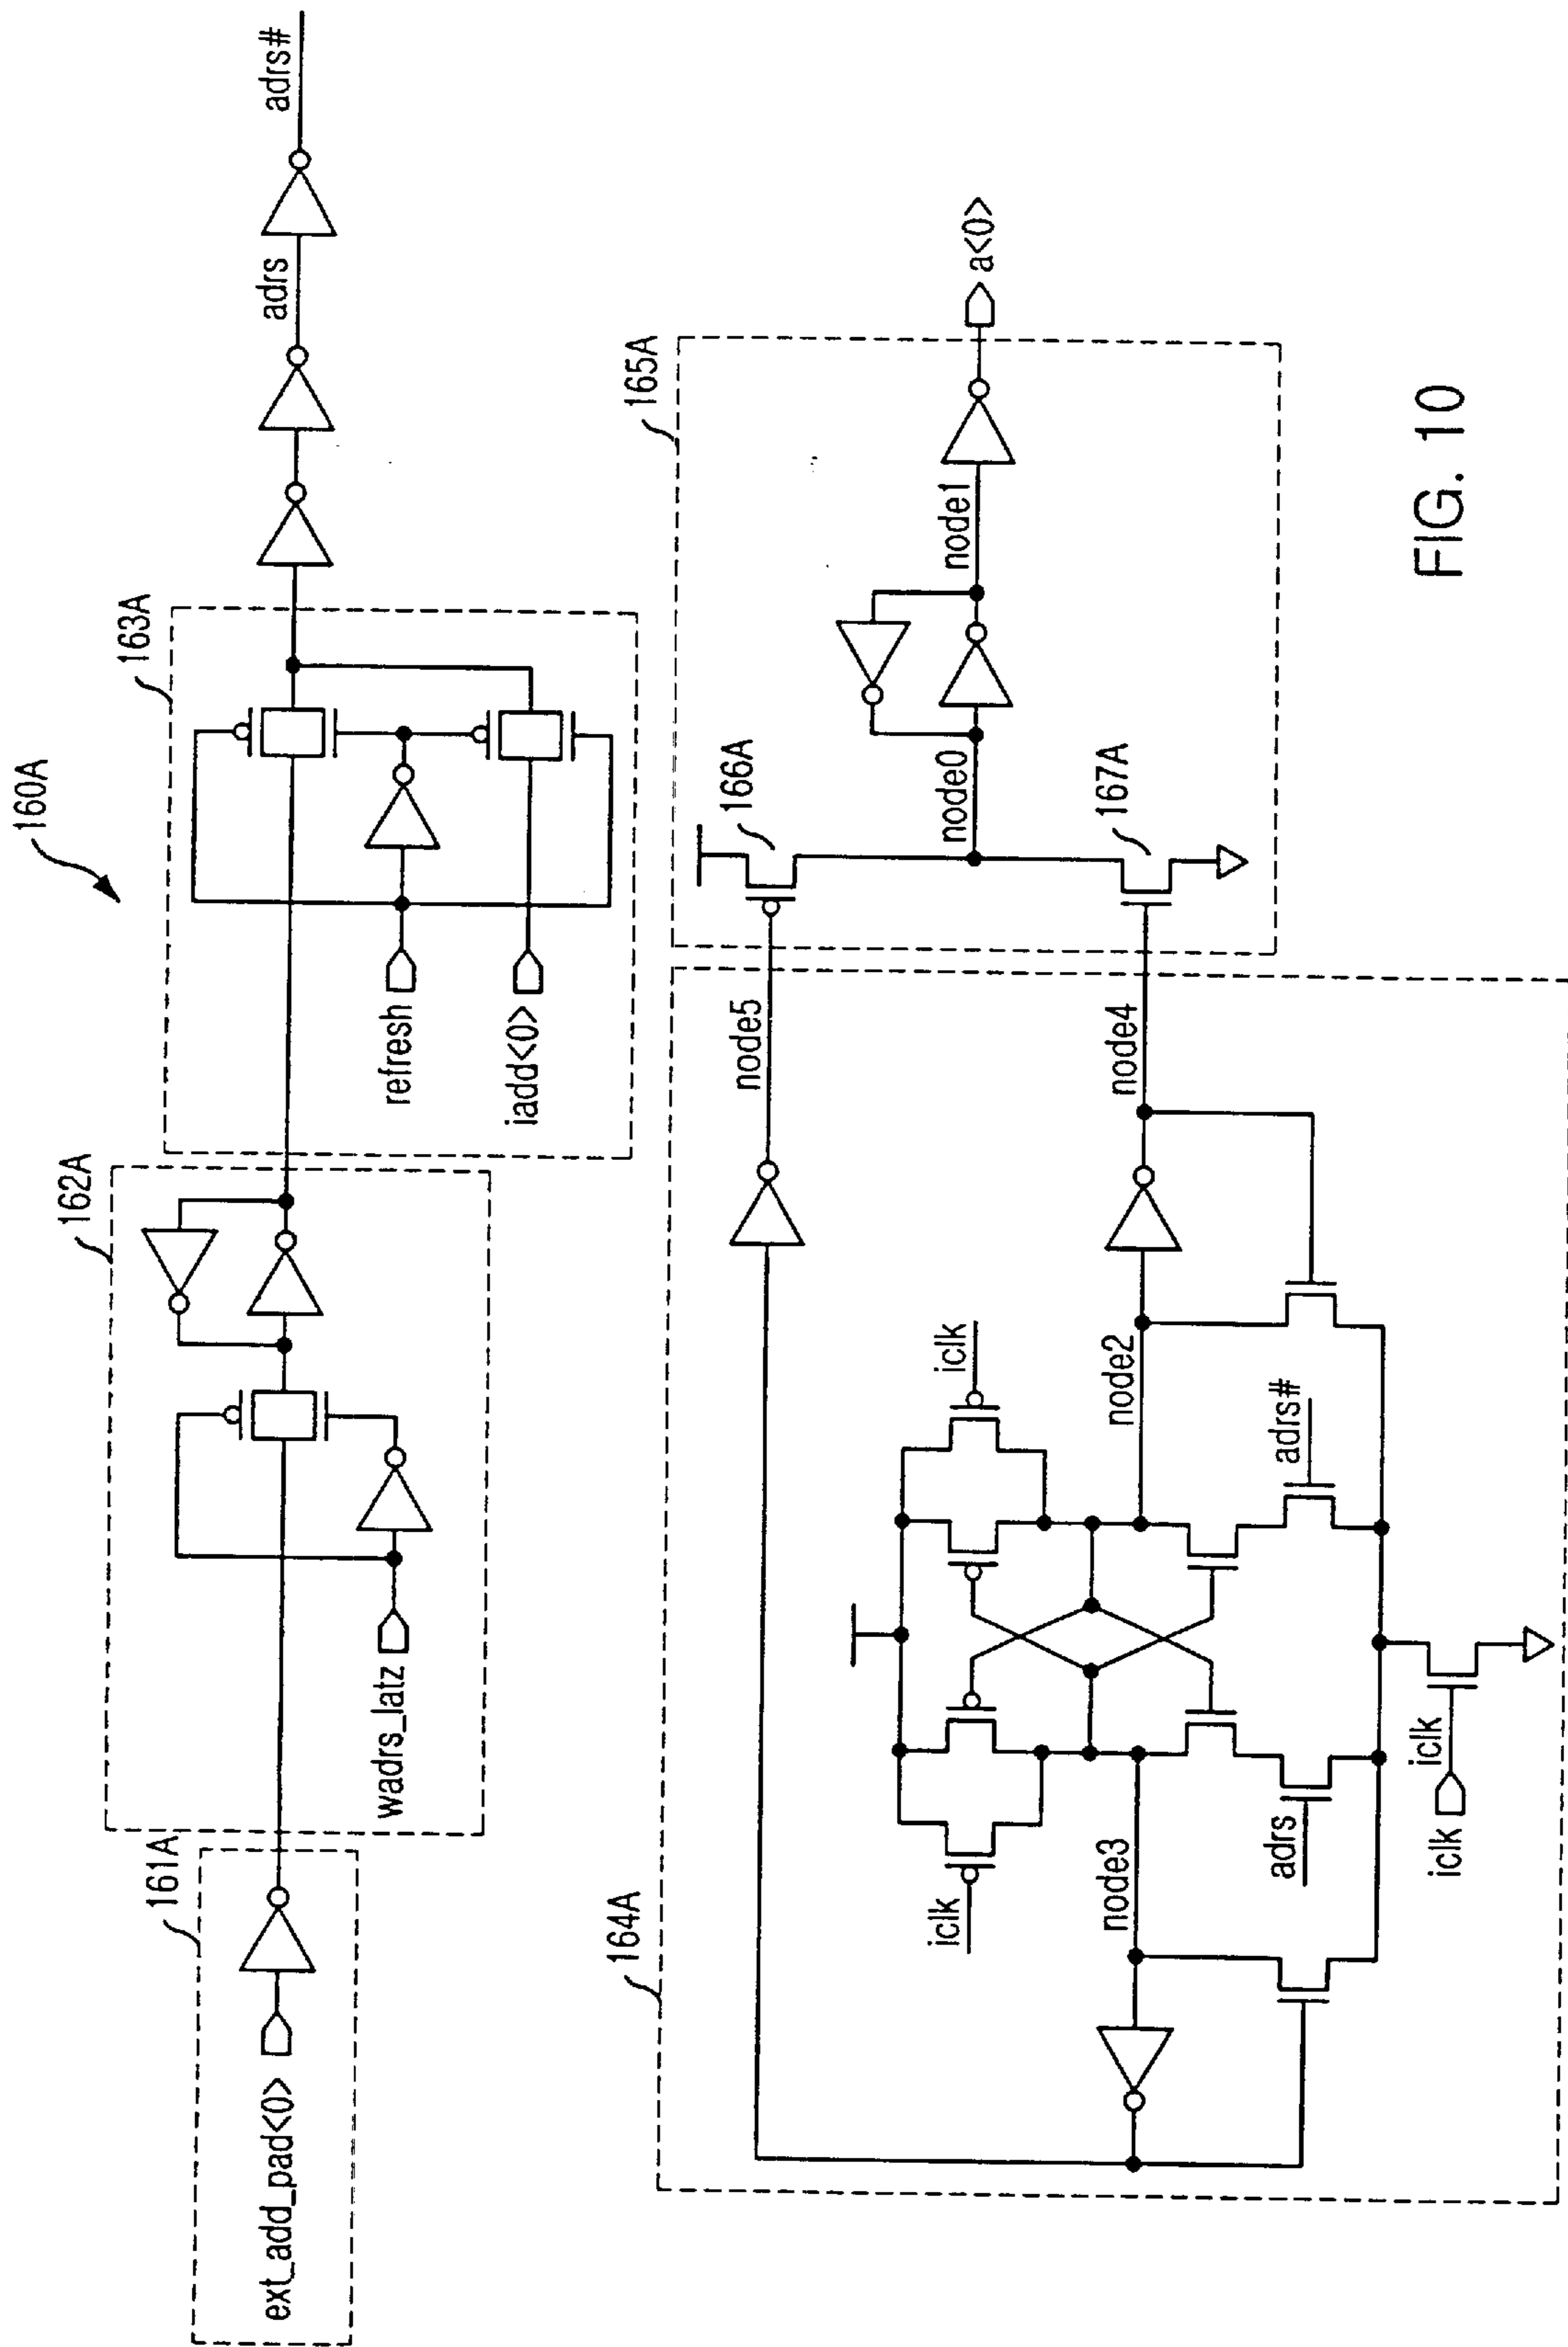 160A
161A
162A
163A
adrs
adrs#
ext_add_pad<0>
wadrs_latz
refresh
iadd<0>
164A
165A
node5
166A
iclk
iclk
node3
node2
node4
node0
node1
a<0>
167A
adrs
adrs#
iclk
iclk
FIG. 10